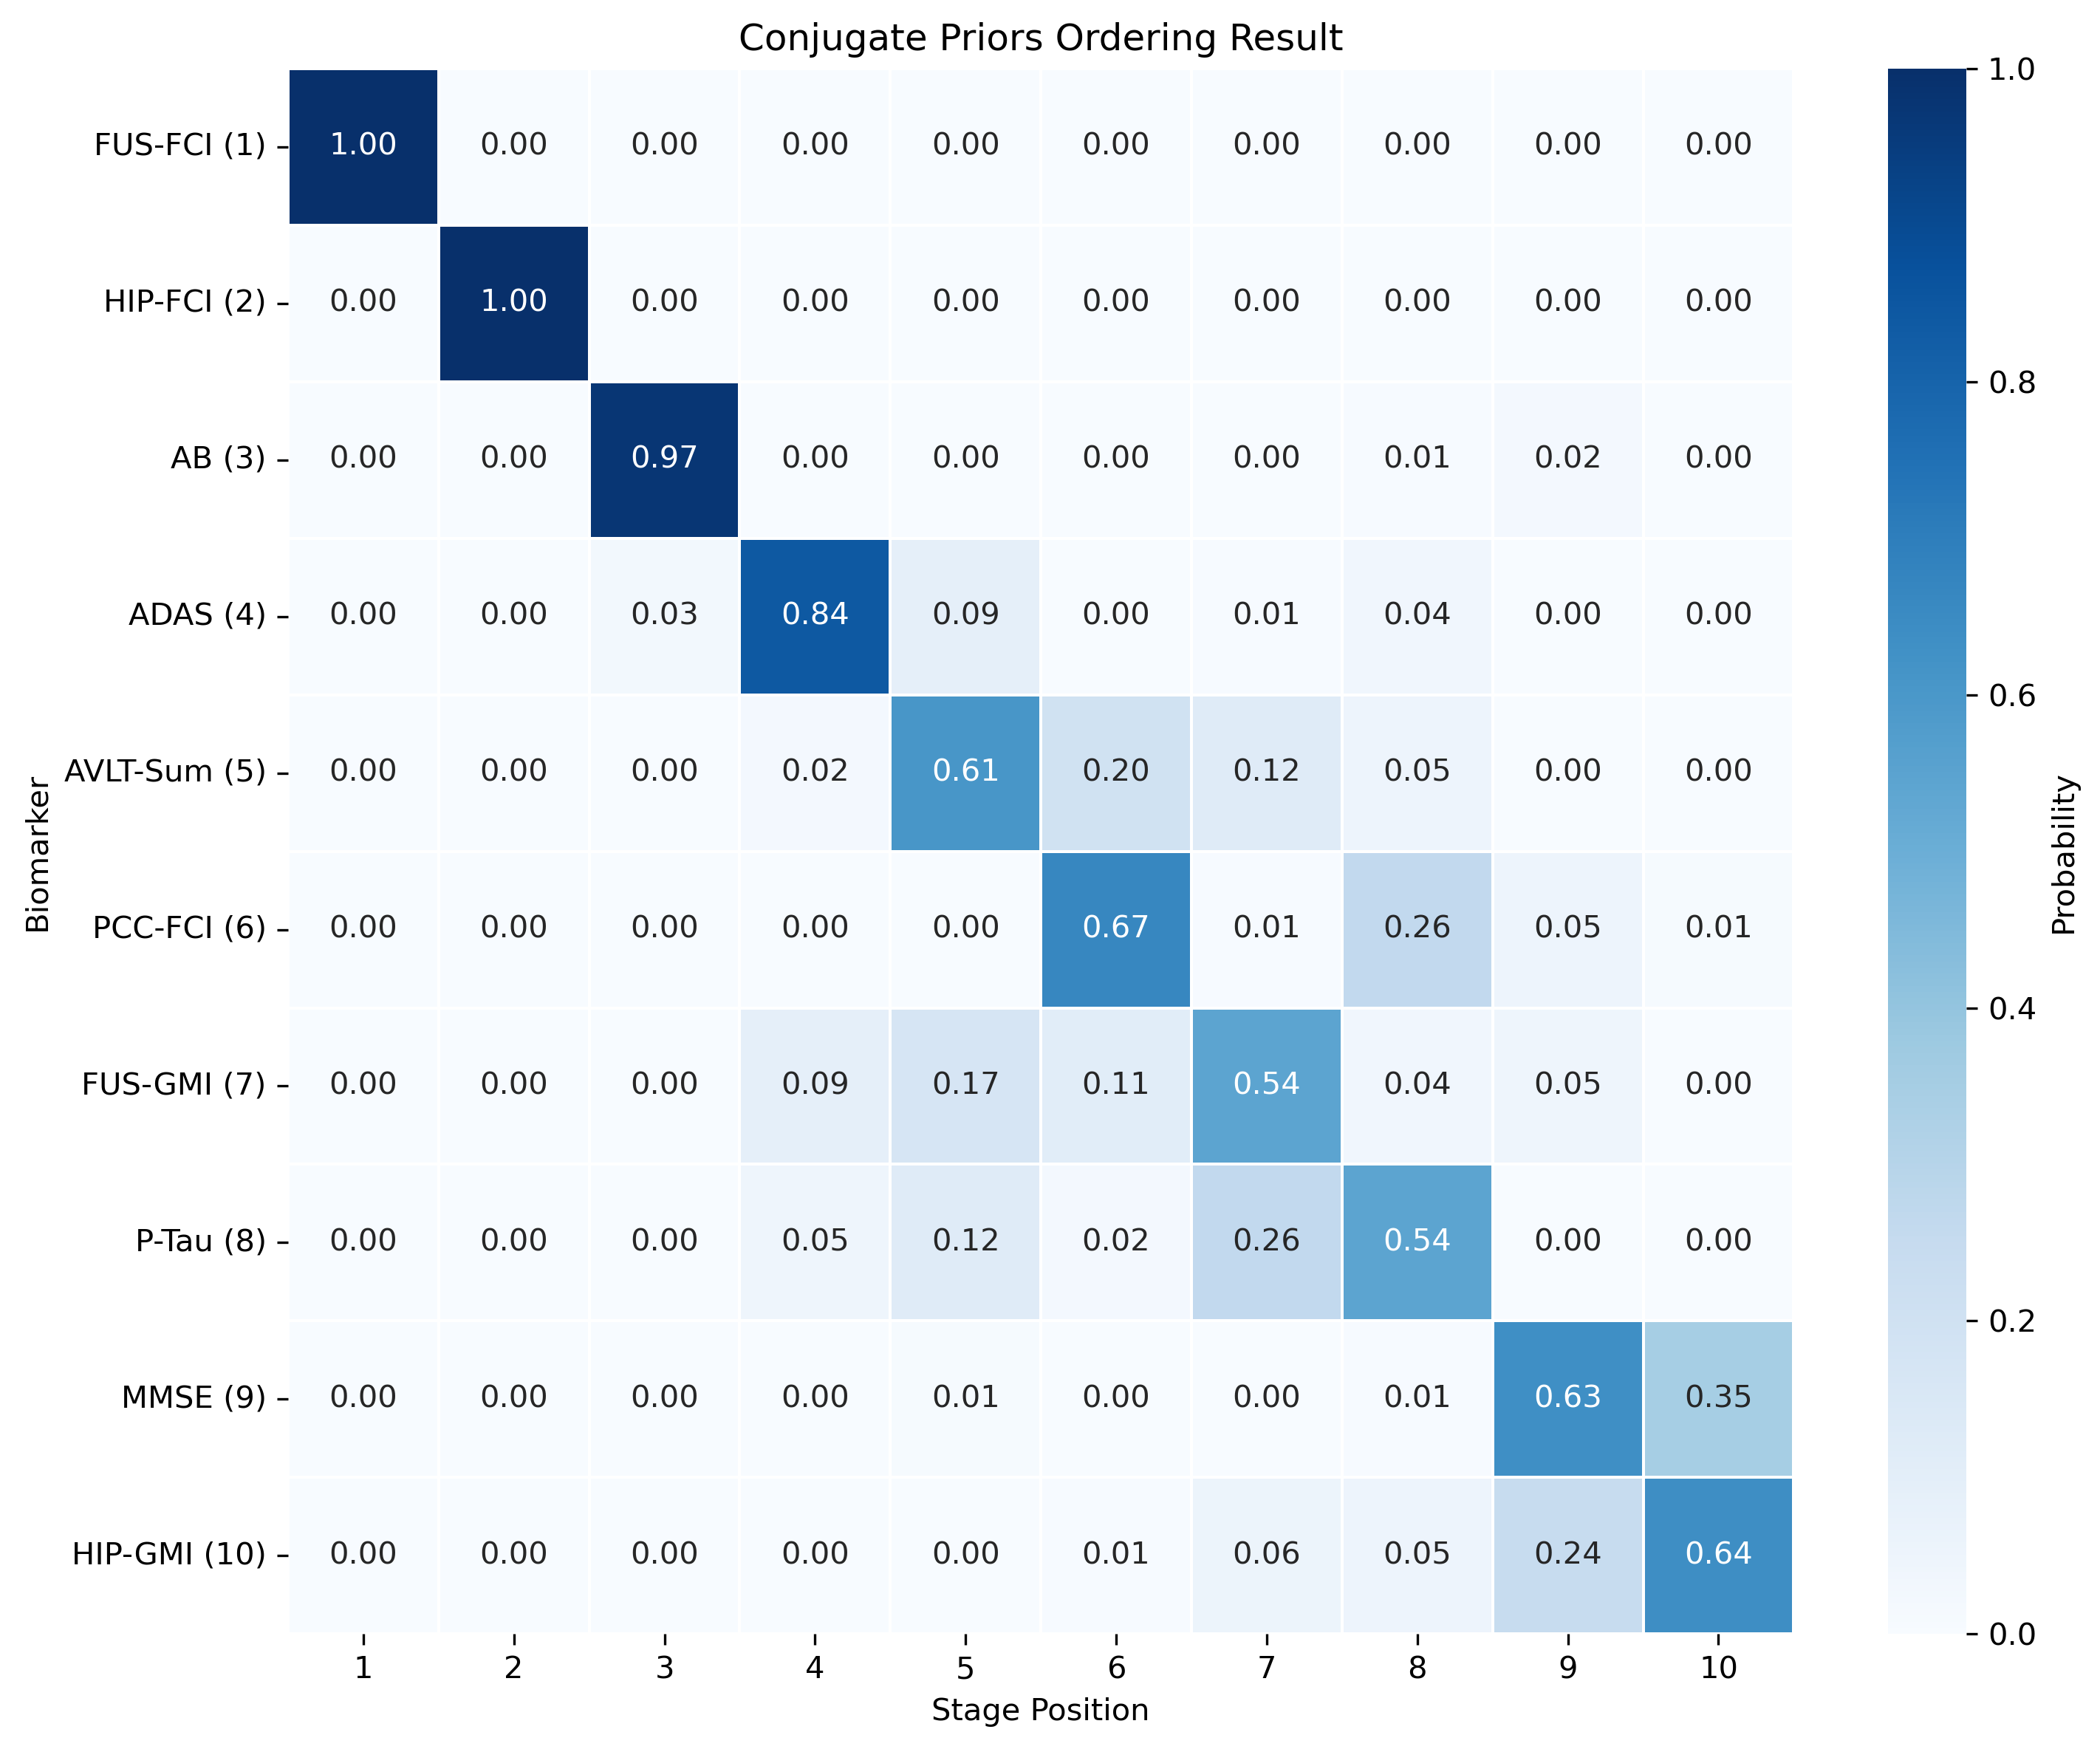 Conjugate Priors Ordering Result
FUS-FCI (1) 1.00 0.00 0.00 0.00 0.00 0.00 0.00 0.00 0.00 0.00
HIP-FCI (2) 0.00 1.00 0.00 0.00 0.00 0.00 0.00 0.00 0.00 0.00
AB (3) 0.00 0.00 0.97 0.00 0.00 0.00 0.00 0.01 0.02 0.00
ADAS (4) 0.00 0.00 0.03 0.84 0.09 0.00 0.01 0.04 0.00 0.00
AVLT-Sum (5) 0.00 0.00 0.00 0.02 0.61 0.20 0.12 0.05 0.00 0.00
PCC-FCI (6) 0.00 0.00 0.00 0.00 0.00 0.67 0.01 0.26 0.05 0.01
FUS-GMI (7) 0.00 0.00 0.00 0.09 0.17 0.11 0.54 0.04 0.05 0.00
P-Tau (8) 0.00 0.00 0.00 0.05 0.12 0.02 0.26 0.54 0.00 0.00
MMSE (9) 0.00 0.00 0.00 0.00 0.01 0.00 0.00 0.01 0.63 0.35
HIP-GMI (10) 0.00 0.00 0.00 0.00 0.00 0.01 0.06 0.05 0.24 0.64
1 2 3 4 5 6 7 8 9 10
Stage Position
Biomarker
1.0
0.8
0.6
0.4
0.2
0.0
Probability